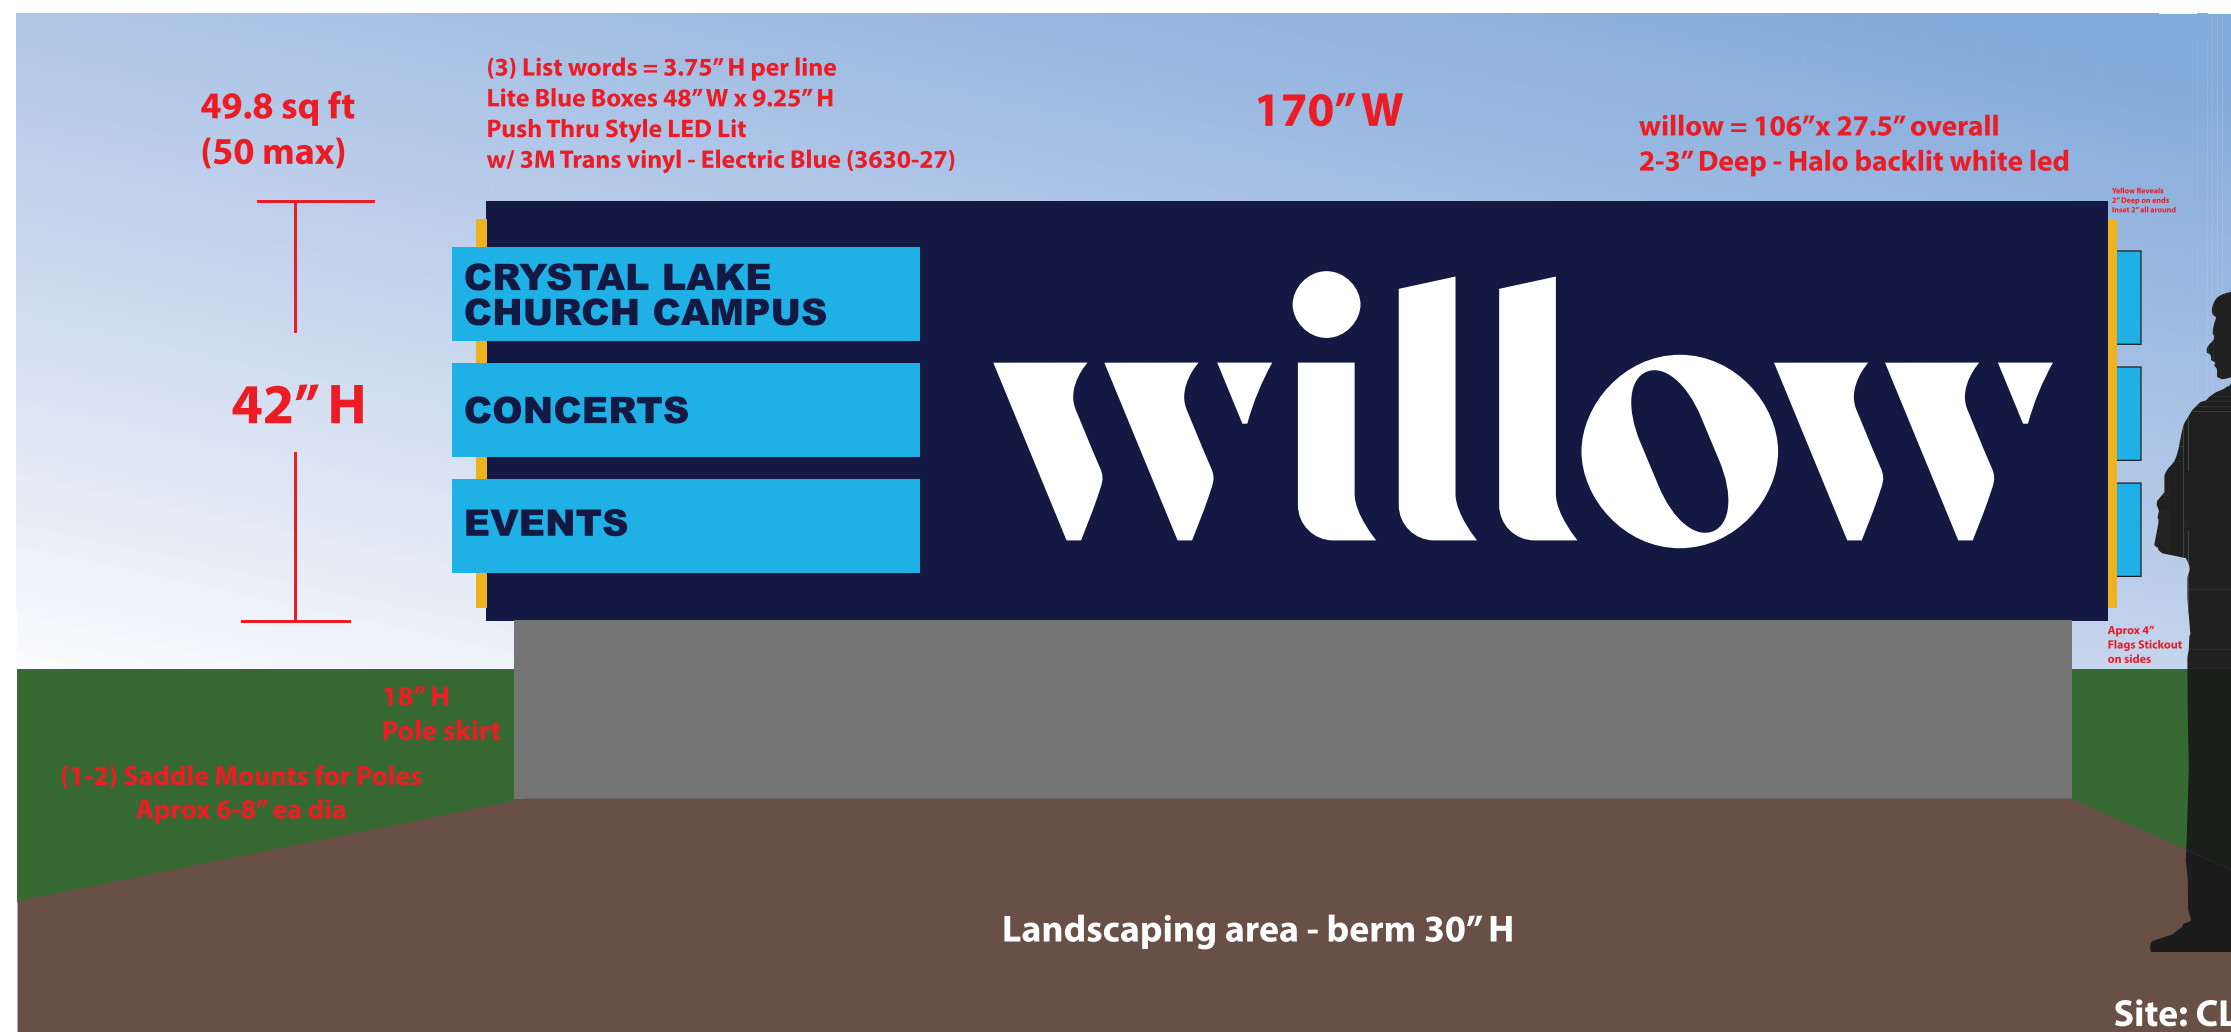 (3) List words = 3.75” H per line
Lite Blue Boxes 48” W x 9.25” H
Push Thru Style LED Lit
w/ 3M Trans vinyl - Electric Blue (3630-27)
49.8 sq ft
(50 max)
170” W
willow = 106”x 27.5” overall
2-3” Deep - Halo backlit white led
Yellow Reveals
2” Deep on ends
Inset 2” all around
42” H
CRYSTAL LAKE
CHURCH CAMPUS
CONCERTS
EVENTS
willow
Aprox 4”
Flags Stickout
on sides
18” H
Pole skirt
(1-2) Saddle Mounts for Poles
Aprox 6-8” ea dia
Landscaping area - berm 30” H
Site: CL